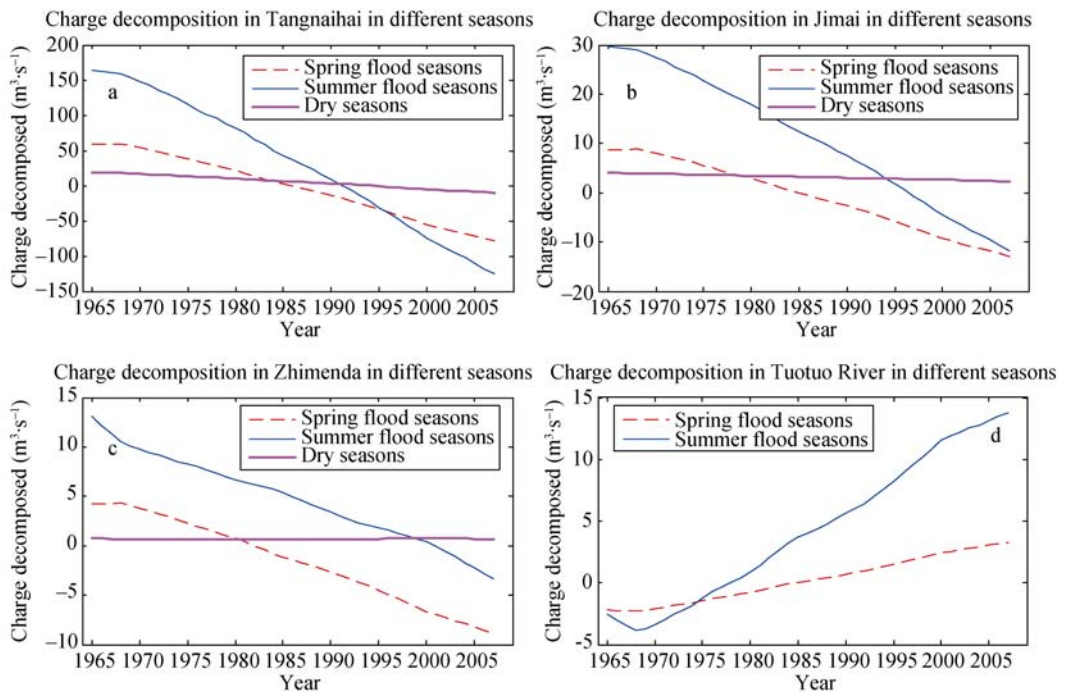 Charge decomposition in Tangnaihai in different seasons
Charge decomposed (m³·s⁻¹)
200
150
100
50
0
−50
−100
−150
a
Spring flood seasons
Summer flood seasons
Dry seasons
1965 1970 1975 1980 1985 1990 1995 2000 2005
Year
Charge decomposition in Jimai in different seasons
Charge decomposed (m³·s⁻¹)
30
20
10
0
−10
−20
b
Spring flood seasons
Summer flood seasons
Dry seasons
1965 1970 1975 1980 1985 1990 1995 2000 2005
Year
Charge decomposition in Zhimenda in different seasons
Charge decomposed (m³·s⁻¹)
15
10
5
0
−5
−10
c
Spring flood seasons
Summer flood seasons
Dry seasons
1965 1970 1975 1980 1985 1990 1995 2000 2005
Year
Charge decomposition in Tuotuo River in different seasons
Charge decomposed (m³·s⁻¹)
15
10
5
0
-5
Spring flood seasons
Summer flood seasons
d
1965 1970 1975 1980 1985 1990 1995 2000 2005
Year